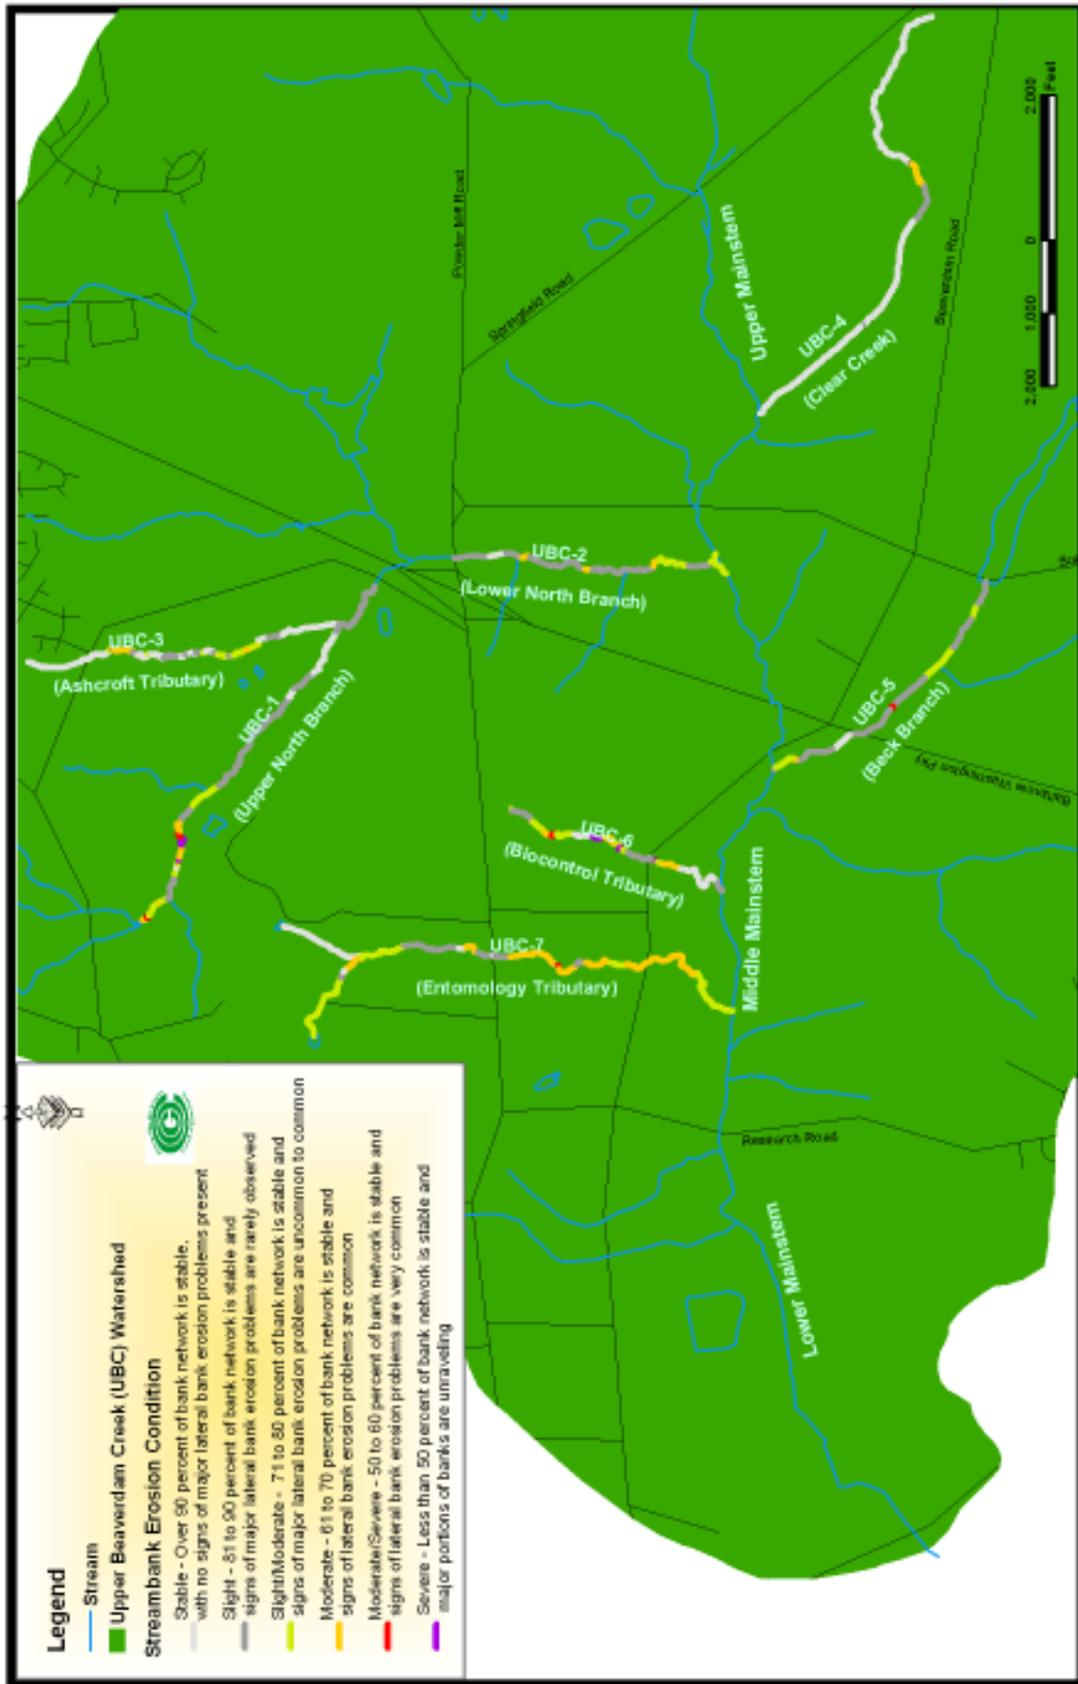 Legend
Stream
Upper Beaverdam Creek (UBC) Watershed
Streambank Erosion Condition
Stable - Over 90 percent of bank network is stable,
with no signs of major lateral bank erosion problems present
Slight - 81 to 90 percent of bank network is stable and
signs of major lateral bank erosion problems are rarely observed
Slight/Moderate - 71 to 80 percent of bank network is stable and
signs of major lateral bank erosion problems are uncommon to common
Moderate - 61 to 70 percent of bank network is stable and
signs of lateral bank erosion problems are common
Moderate/Severe - 50 to 60 percent of bank network is stable and
signs of lateral bank erosion problems are very common
Severe - Less than 50 percent of bank network is stable and
major portions of banks are unraveling
UBC-3
(Ashcroft Tributary)
UBC-1
(Upper North Branch)
UBC-2
(Lower North Branch)
Powder Mill Road
Springfield Road
Upper Mainstem
UBC-4
(Clear Creek)
Beaverdam Road
UBC-5
(Beck Branch)
Baltimore Washington Pky
UBC-6
(Biocontrol Tributary)
UBC-7
(Entomology Tributary)
Middle Mainstem
Research Road
Lower Mainstem
2,000 1,000 0 2,000
Feet